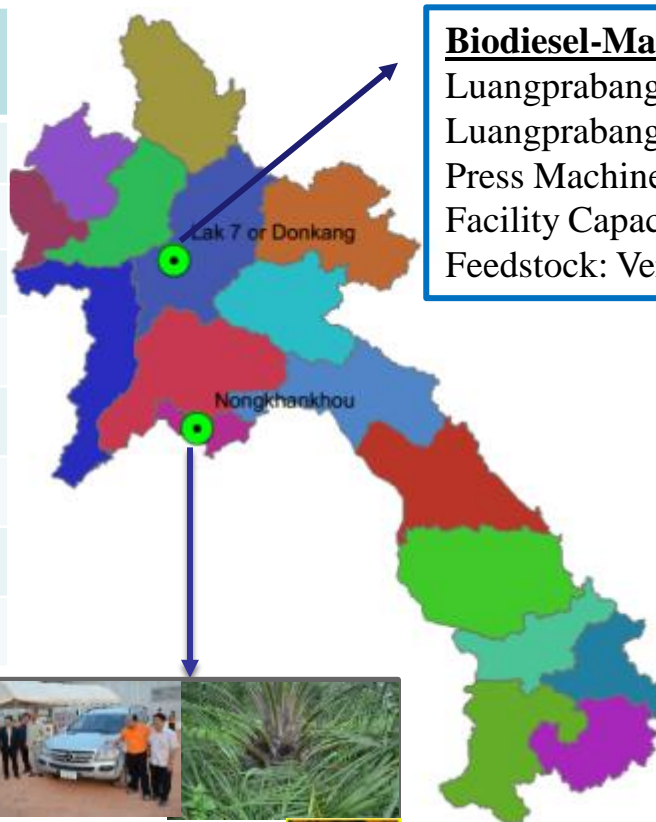 Biodiesel-Ma
Luangprabang
Luangprabang
Press Machine
Facility Capac
Feedstock: Ve
Lak 7 or Donkang
Nongkhankhou